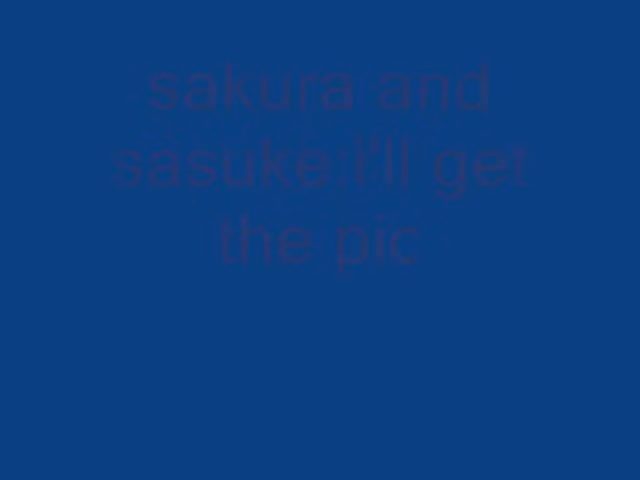 sakura and
sasuke:i'll get
the pic